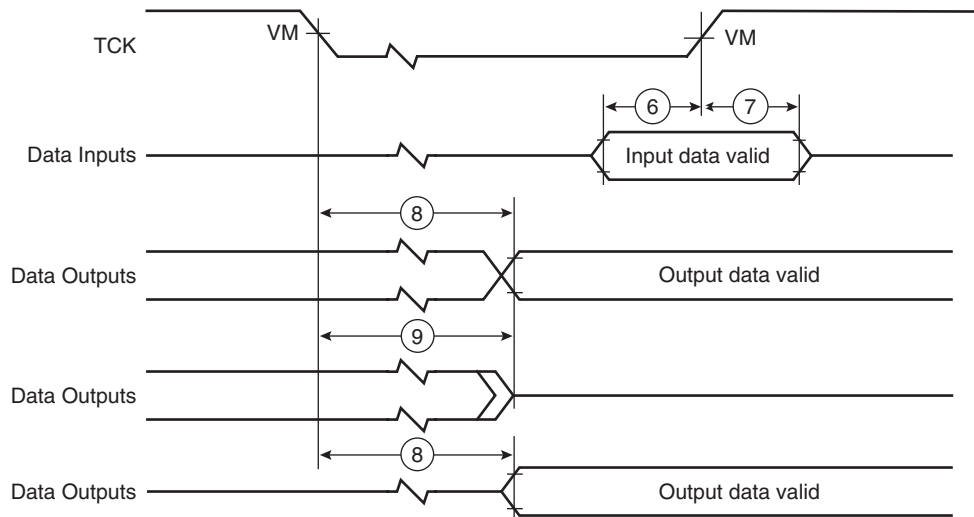 VM
TCK
VM
6
7
Data Inputs
Input data valid
8
Data Outputs
Output data valid
9
Data Outputs
8
Data Outputs
Output data valid